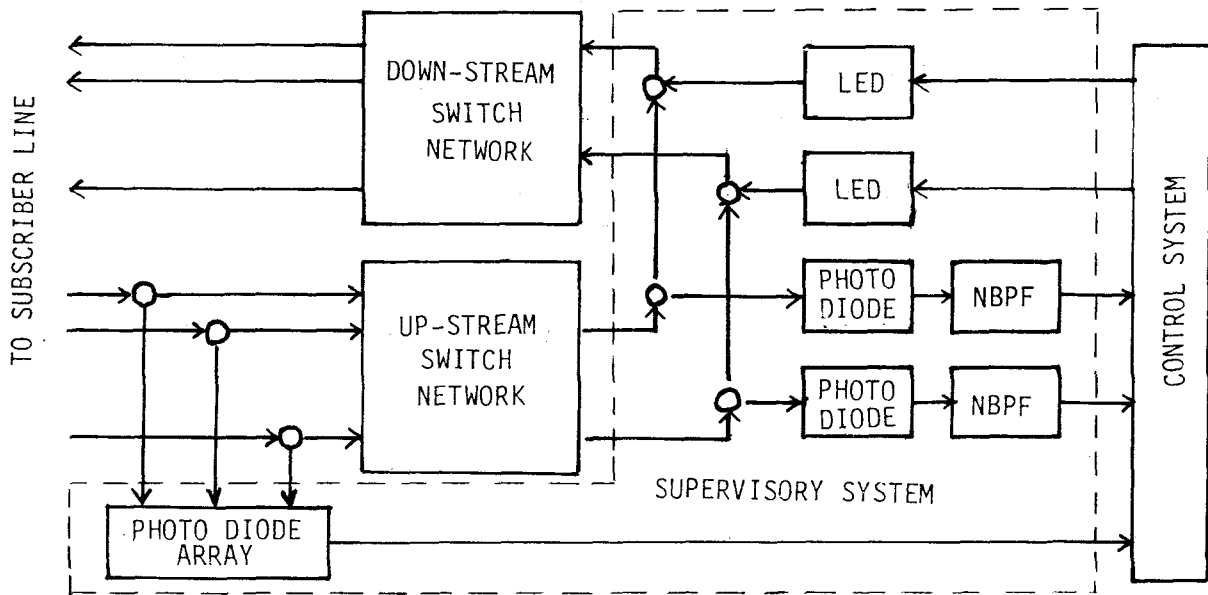 TO SUBSCRIBER LINE
DOWN-STREAM
SWITCH
NETWORK
LED
LED
UP-STREAM
SWITCH
NETWORK
PHOTO
DIODE
NBPF
PHOTO
DIODE
NBPF
CONTROL SYSTEM
SUPERVISORY SYSTEM
PHOTO DIODE
ARRAY